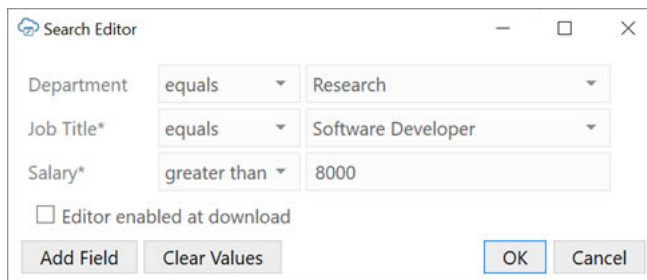 Search Editor
Department equals Research
Job Title* equals Software Developer
Salary* greater than 8000
Editor enabled at download
Add Field Clear Values OK Cancel